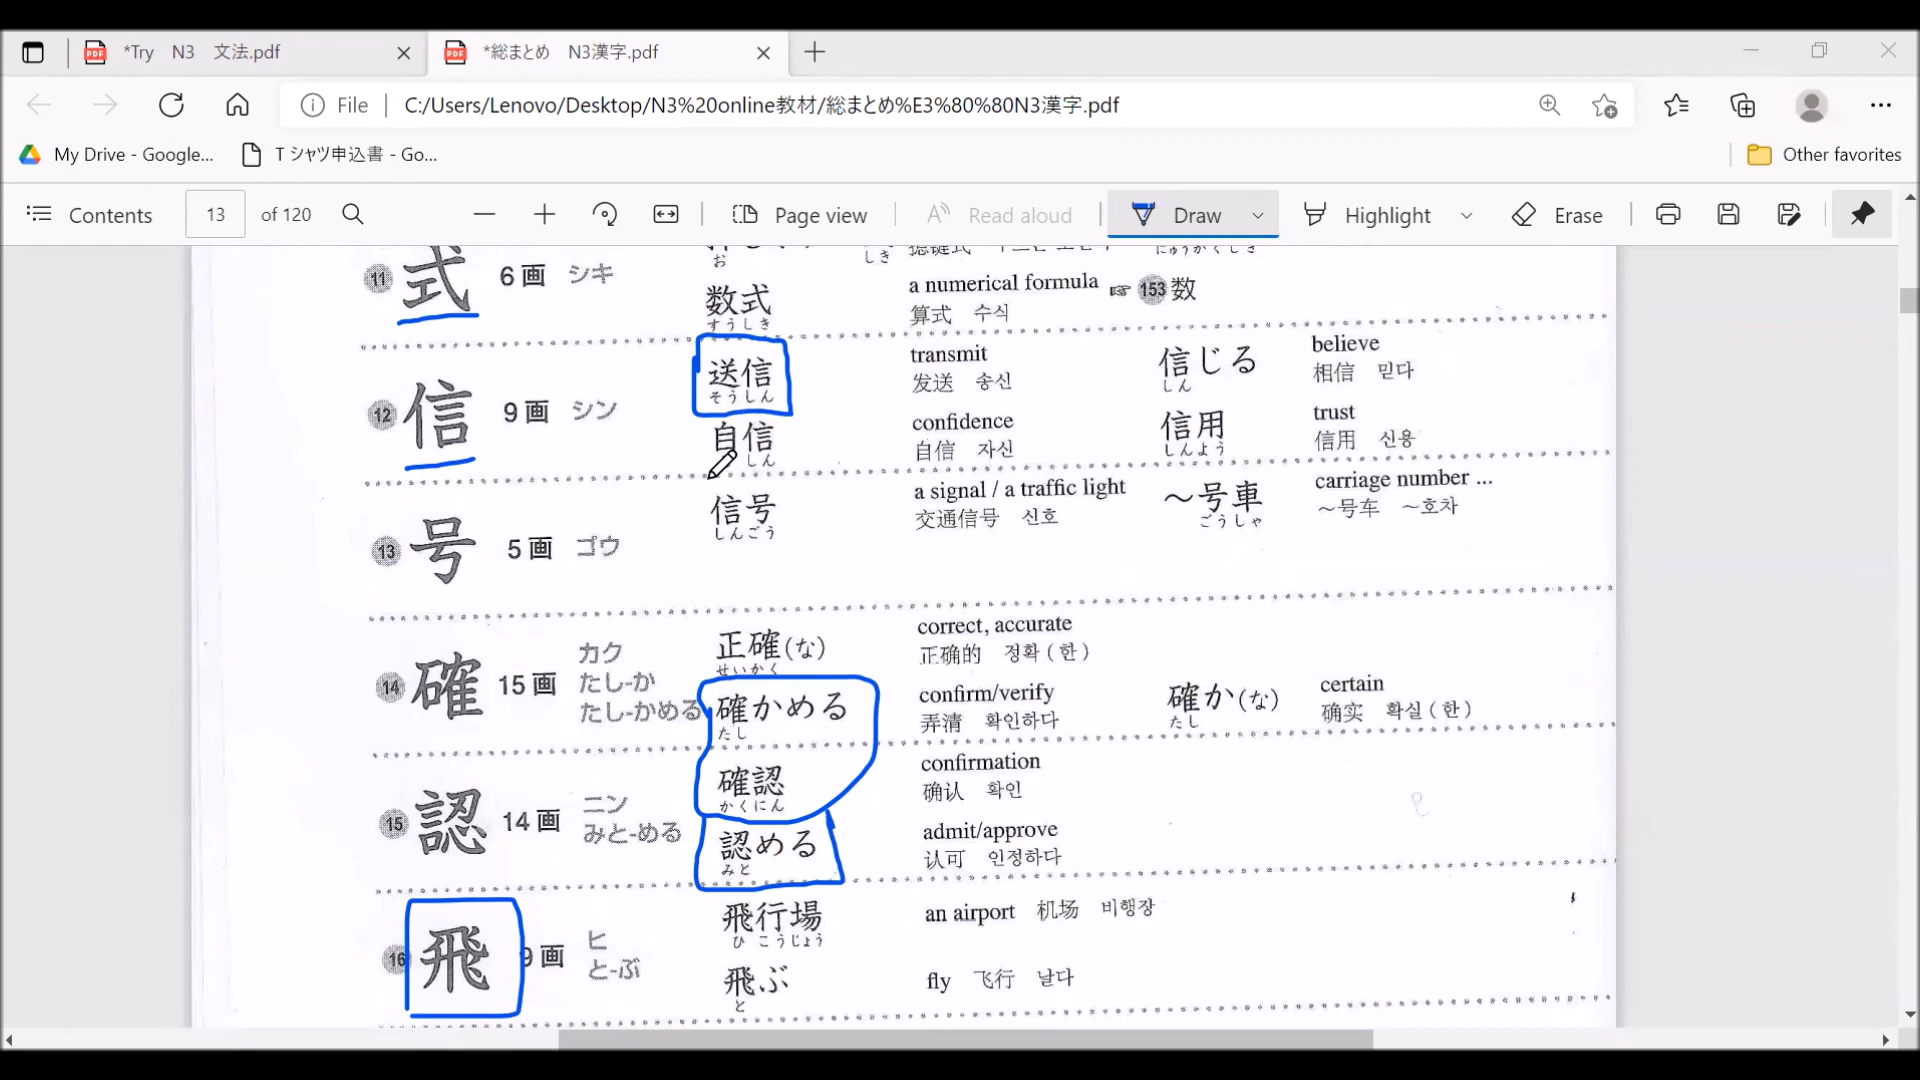 *Try N3 文法.pdf
*総まとめ N3漢字.pdf
File C:/Users/Lenovo/Desktop/N3%20online教材/総まとめ%E3%80%80N3漢字.pdf
My Drive - Google...
T シャツ申込書 - Go...
Other favorites
Contents
13 of 120
Page view
Read aloud
Draw
Highlight
Erase
お
しき
にゅうがくしき
11 式 6画 シキ
数式
すうしき
a numerical formula
算式 수식
☞ 153 数
12 信 9画 シン
送信
そうしん
transmit
发送 송신
信じる
しん
believe
相信 믿다
自信
しん
confidence
自信 자신
信用
しんよう
trust
信用 신용
13 号 5画 ゴウ
信号
しんごう
a signal / a traffic light
交通信号 신호
～号車
ごうしゃ
carriage number ...
～号车 ～호차
14 確 15画
カク
たし-か
たし-かめる
正確(な)
せいかく
correct, accurate
正确的 정확(한)
確かめる
たし
confirm/verify
弄清 확인하다
確か(な)
たし
certain
确实 확실(한)
15 認 14画
ニン
みと-める
確認
かくにん
confirmation
确认 확인
認める
みと
admit/approve
认可 인정하다
16 飛 9画
ヒ
と-ぶ
飛行場
ひこうじょう
an airport 机场 비행장
飛ぶ
と
fly 飞行 날다